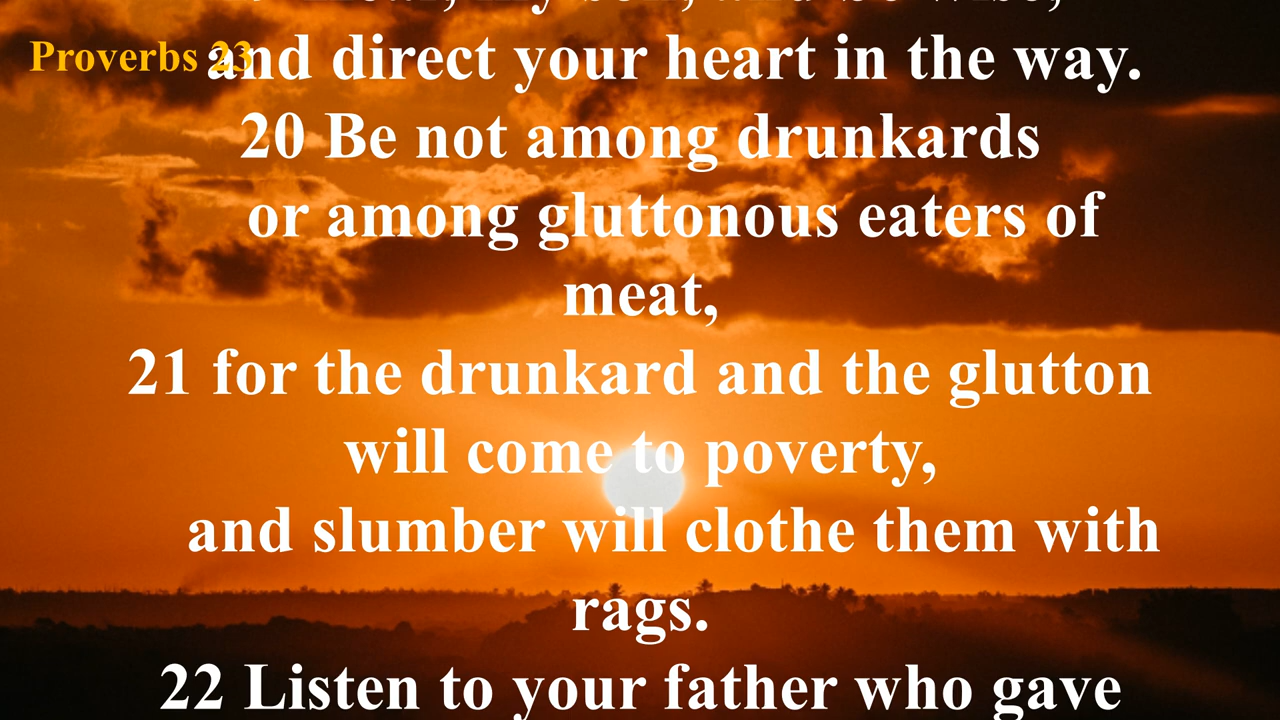 Proverbs 23
and direct your heart in the way.
20 Be not among drunkards
or among gluttonous eaters of
meat,
21 for the drunkard and the glutton
will come to poverty,
and slumber will clothe them with
rags.
22 Listen to your father who gave